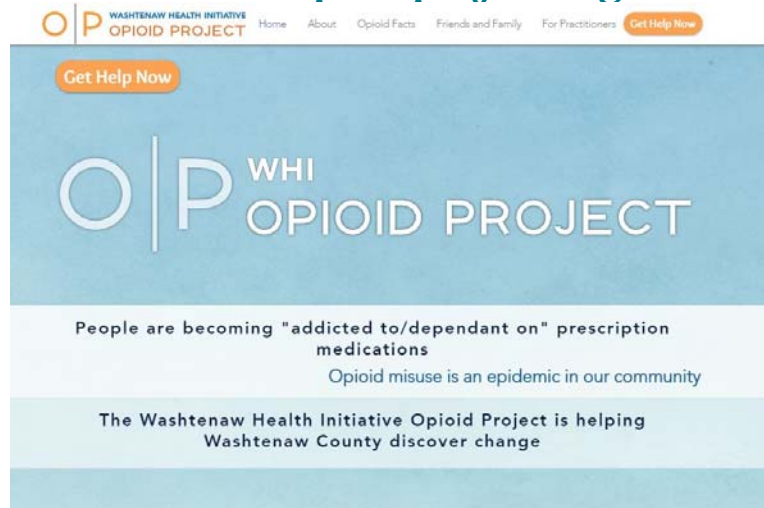 O|P WASHTENAW HEALTH INITIATIVE
OPIOID PROJECT
Home About Opioid Facts Friends and Family For Practitioners Get Help Now
Get Help Now
O|P WHI
OPIOID PROJECT
People are becoming "addicted to/dependant on" prescription
medications
Opioid misuse is an epidemic in our community
The Washtenaw Health Initiative Opioid Project is helping
Washtenaw County discover change